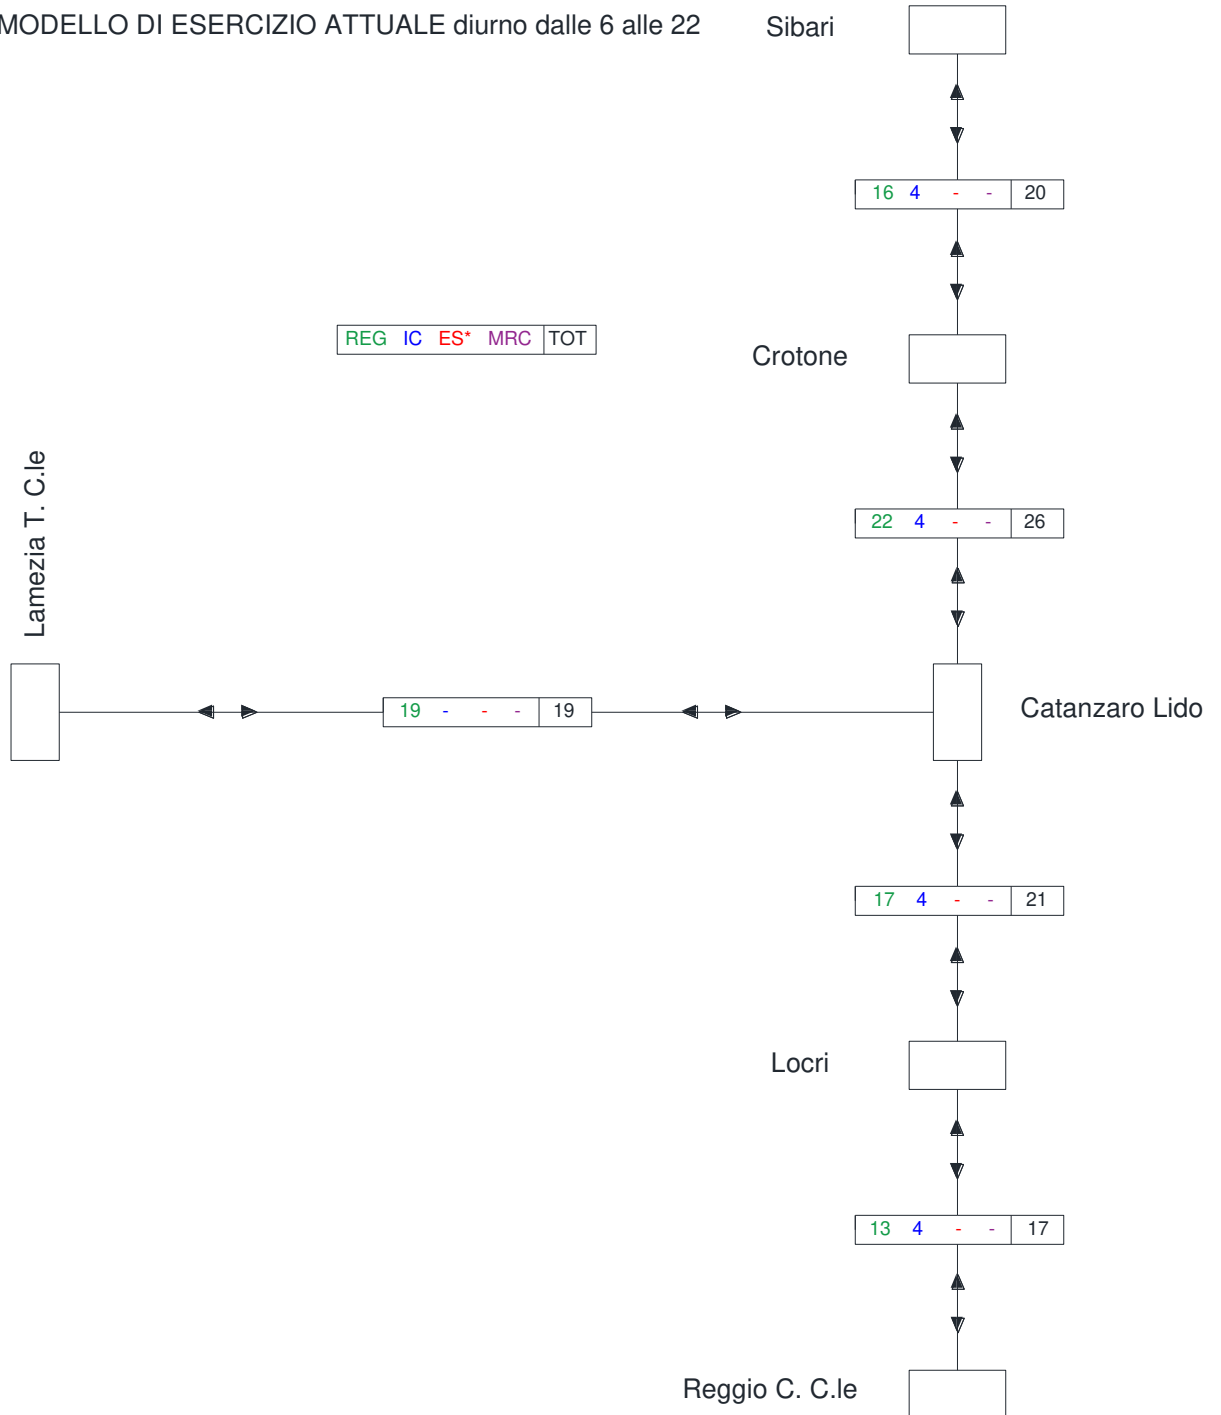 MODELLO DI ESERCIZIO ATTUALE diurno dalle 6 alle 22
Sibari
16 4 - - 20
REG IC ES* MRC TOT
Crotone
Lamezia T. C.le
22 4 - - 26
19 - - - 19
Catanzaro Lido
17 4 - - 21
Locri
13 4 - - 17
Reggio C. C.le